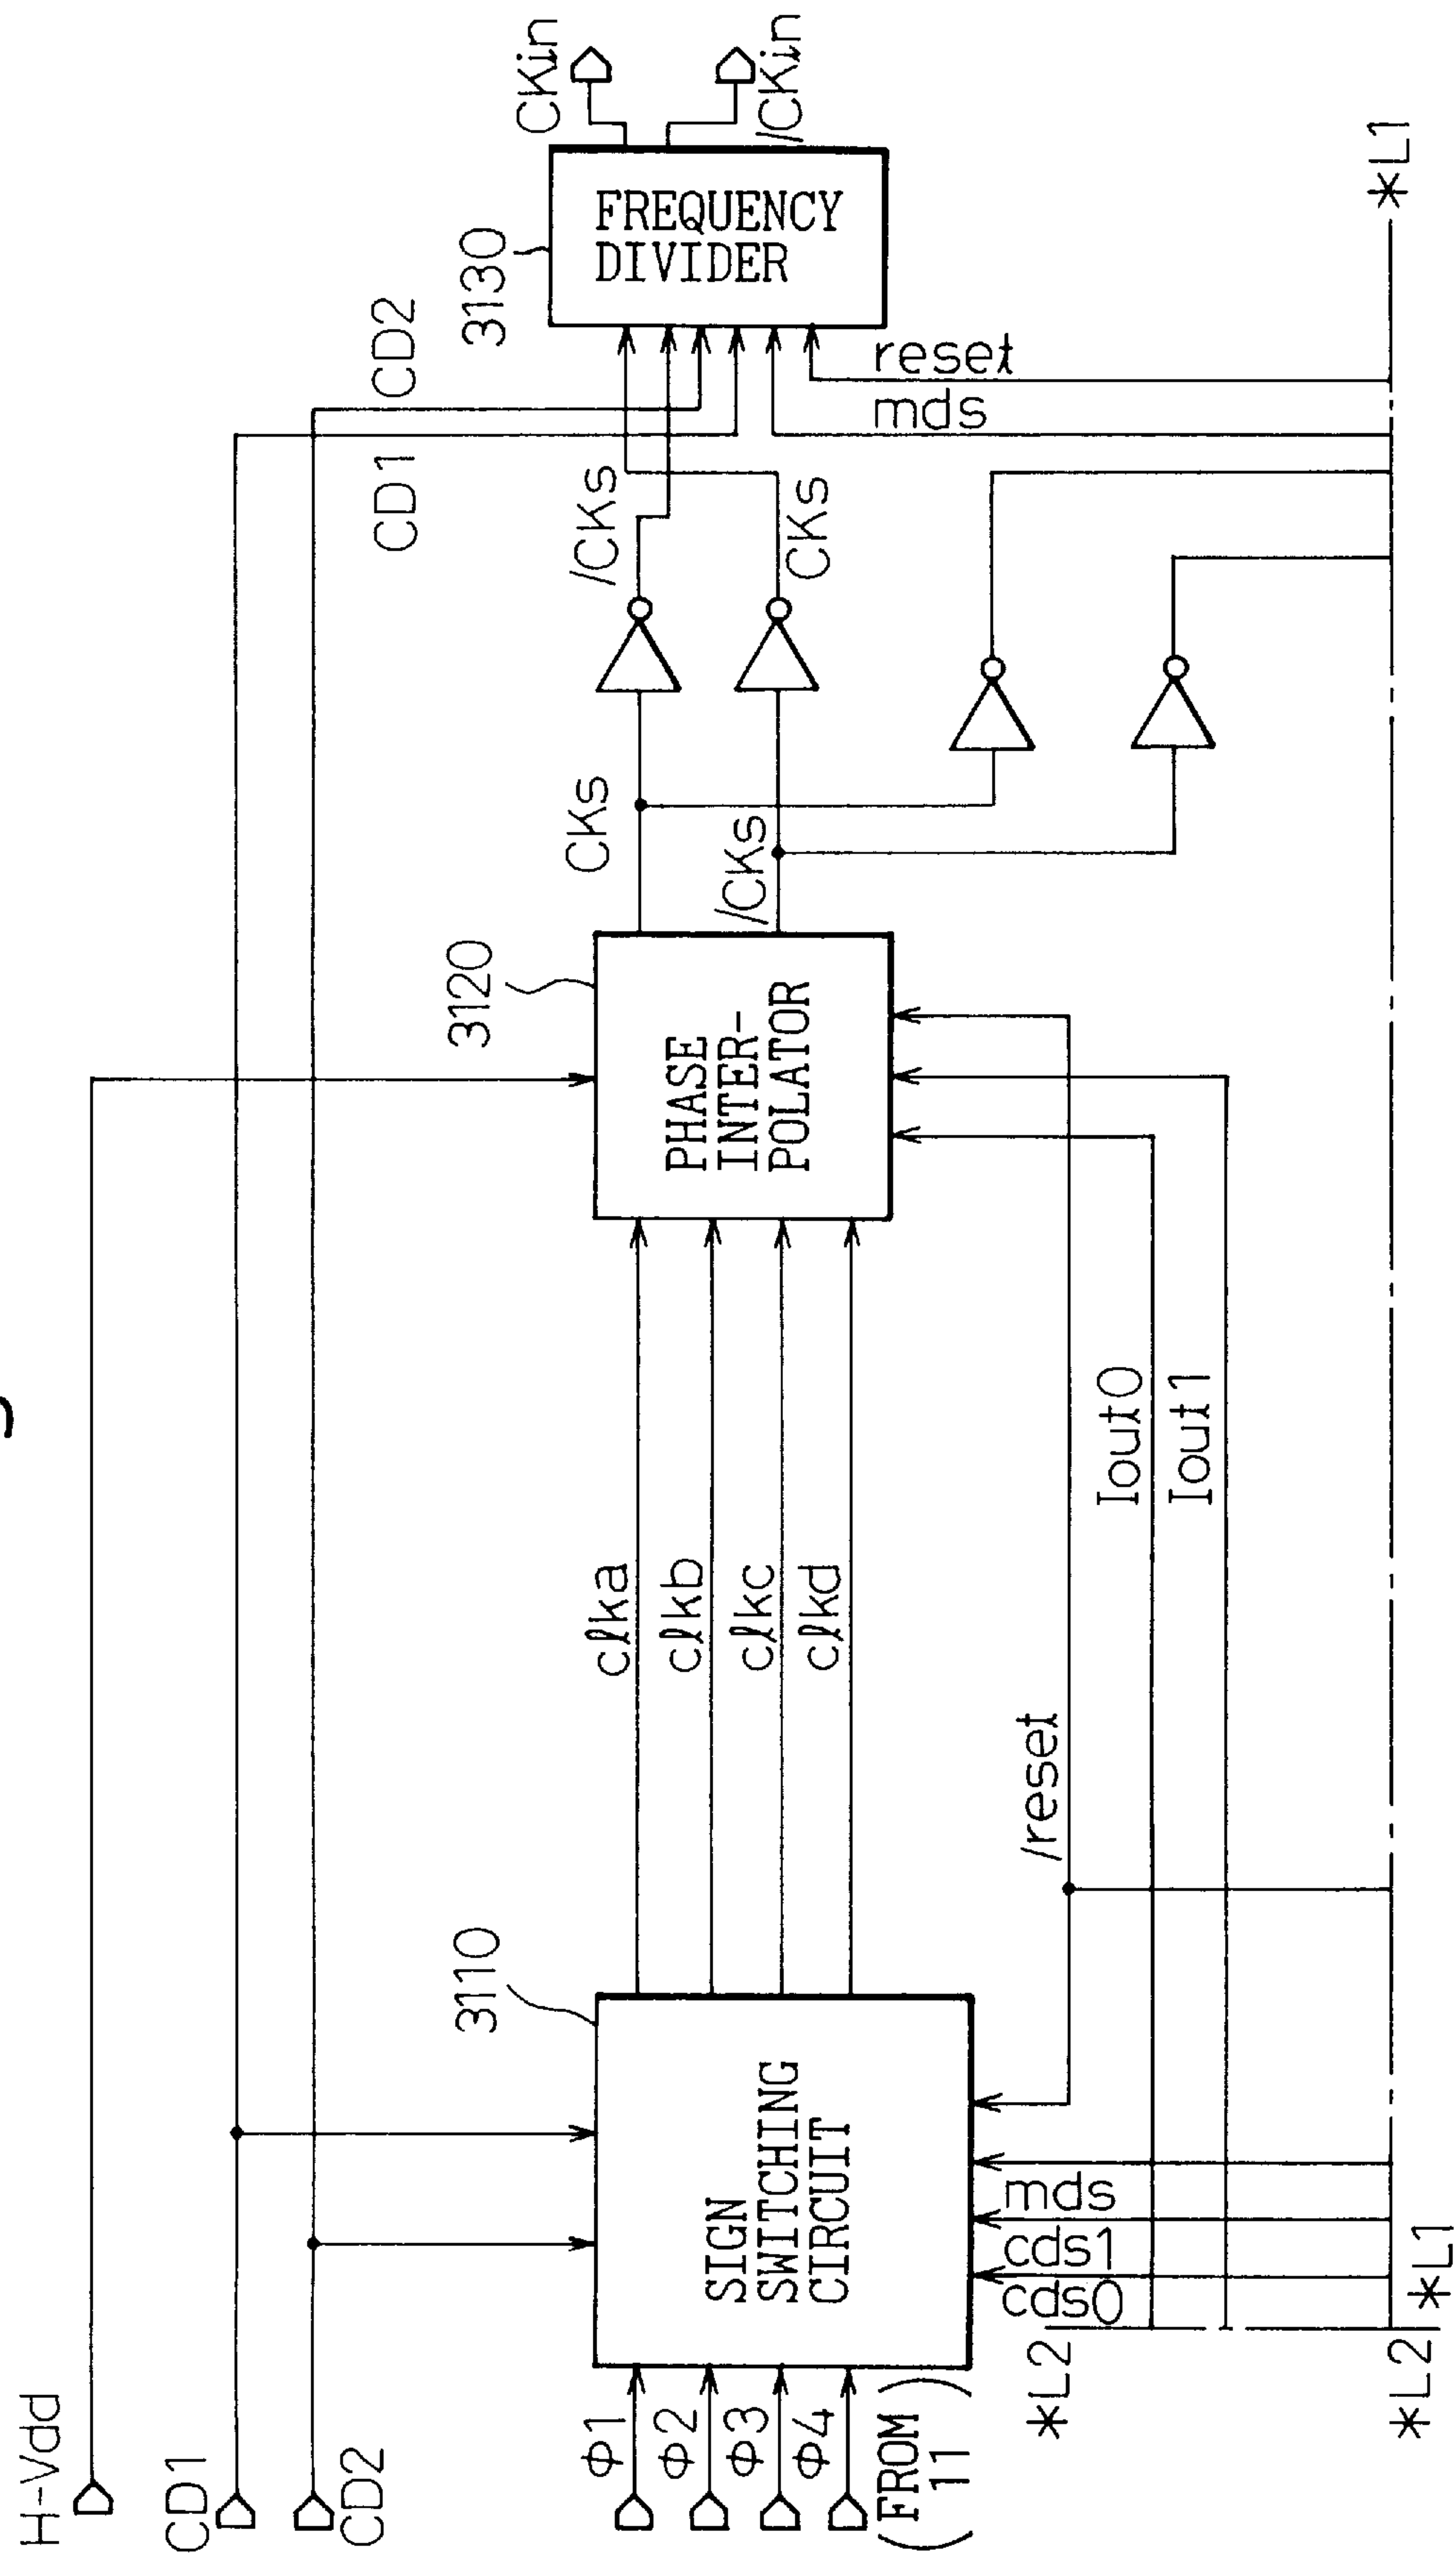 H-Vdd
CD1
CD2
CD1
CD2
3110
3120
3130
Φ1
Φ2
Φ3
Φ4
(FROM 11)
SIGN
SWITCHING
CIRCUIT
clka
clkb
clkc
clkd
PHASE
INTER-
POLATOR
CKs
/CKs
/CKs
CKs
FREQUENCY
DIVIDER
CKin
/CKin
reset
mds
/reset
Iout0
Iout1
mds
cds1
cds0
*L2
*L2
*L1
*L1